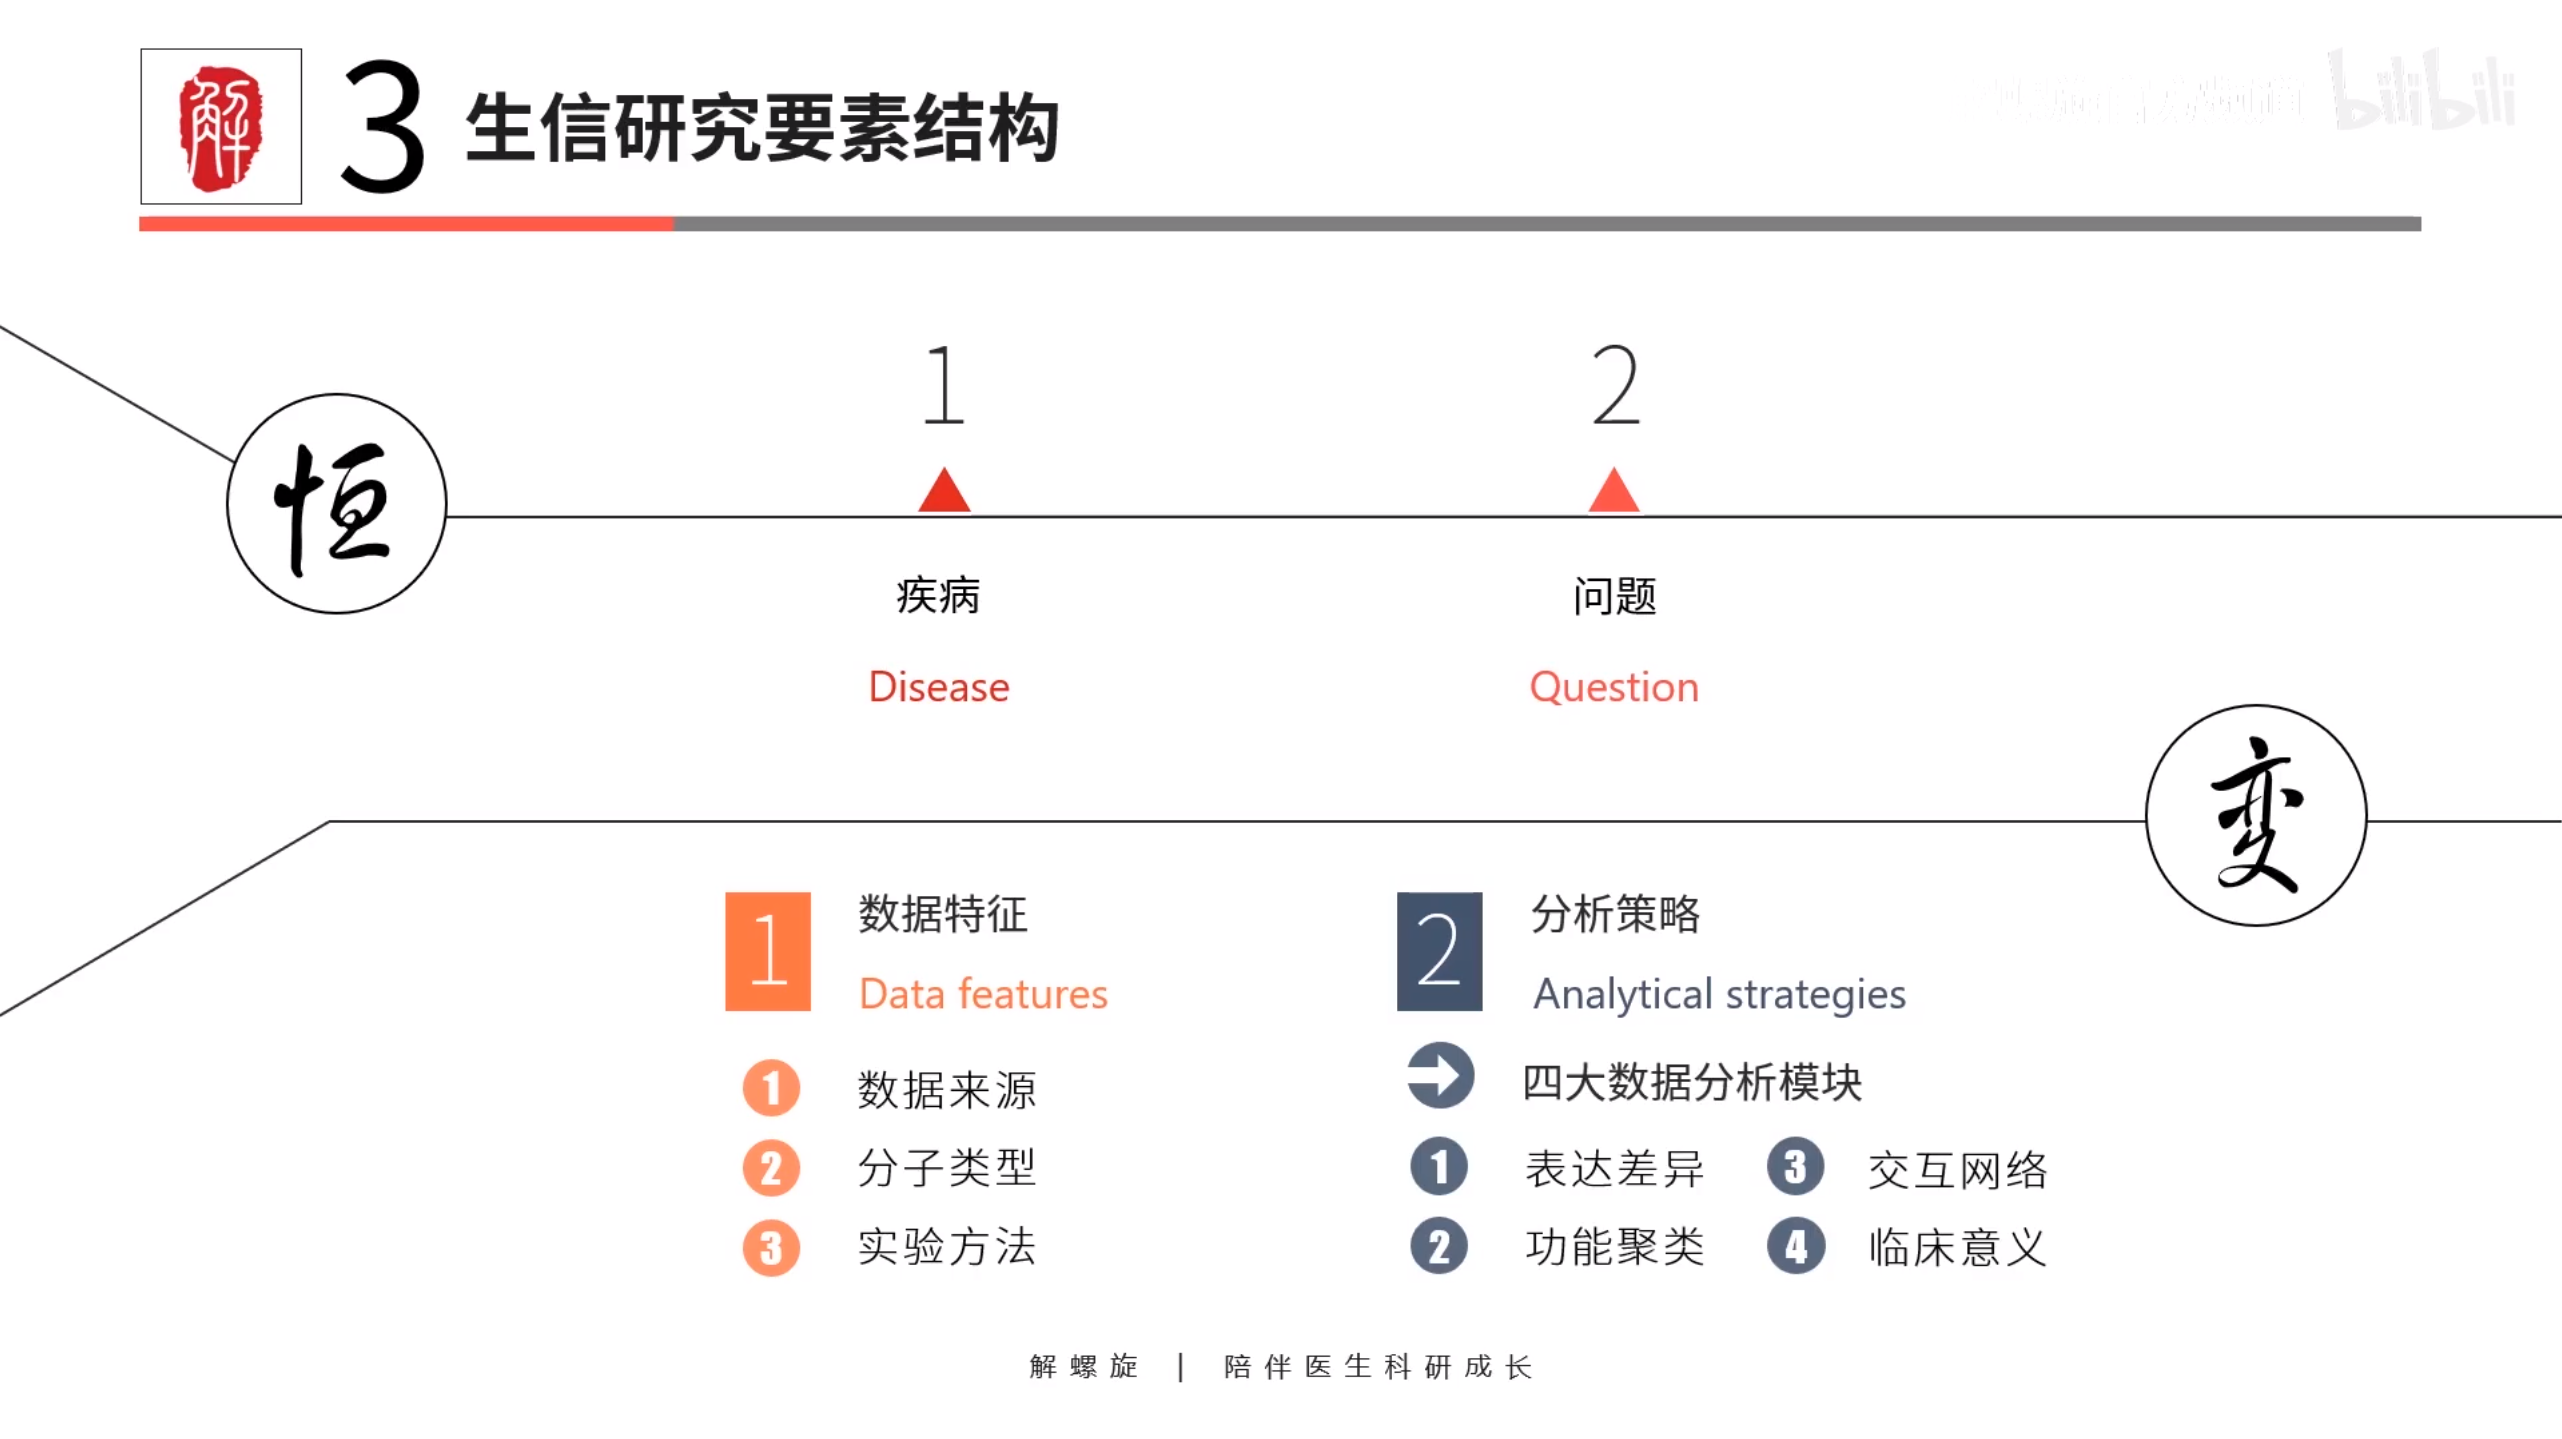 解
3 生信研究要素结构
bilibili
恒
1
2
疾病
问题
Disease
Question
变
1 数据特征
Data features
1 数据来源
2 分子类型
3 实验方法
2 分析策略
Analytical strategies
四大数据分析模块
1 表达差异
2 功能聚类
3 交互网络
4 临床意义
解螺旋 | 陪伴医生科研成长